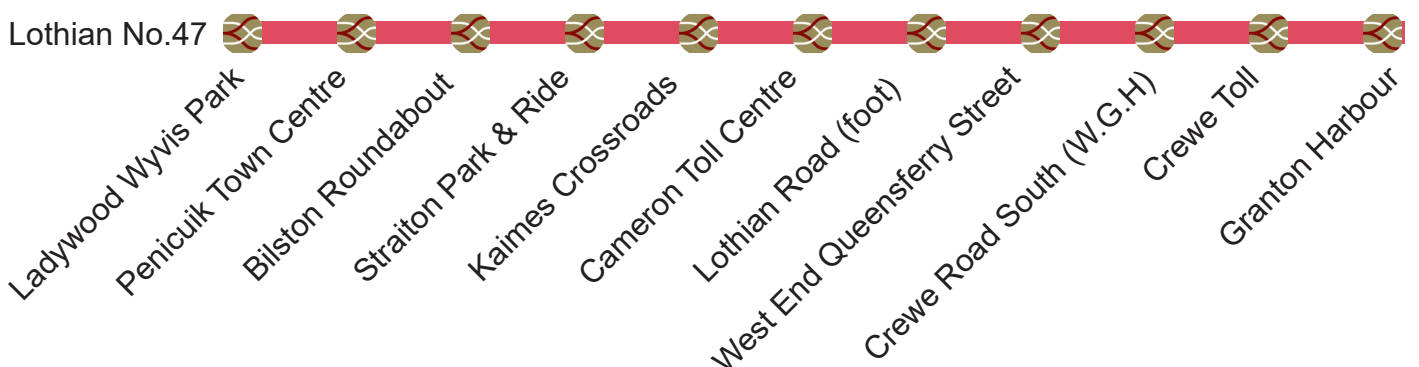 Lothian No.47
Ladywood Wyvis Park
Penicuik Town Centre
Bilston Roundabout
Straiton Park & Ride
Kaimes Crossroads
Cameron Toll Centre
Lothian Road (foot)
West End Queensferry Street
Crewe Road South (W.G.H)
Crewe Toll
Granton Harbour